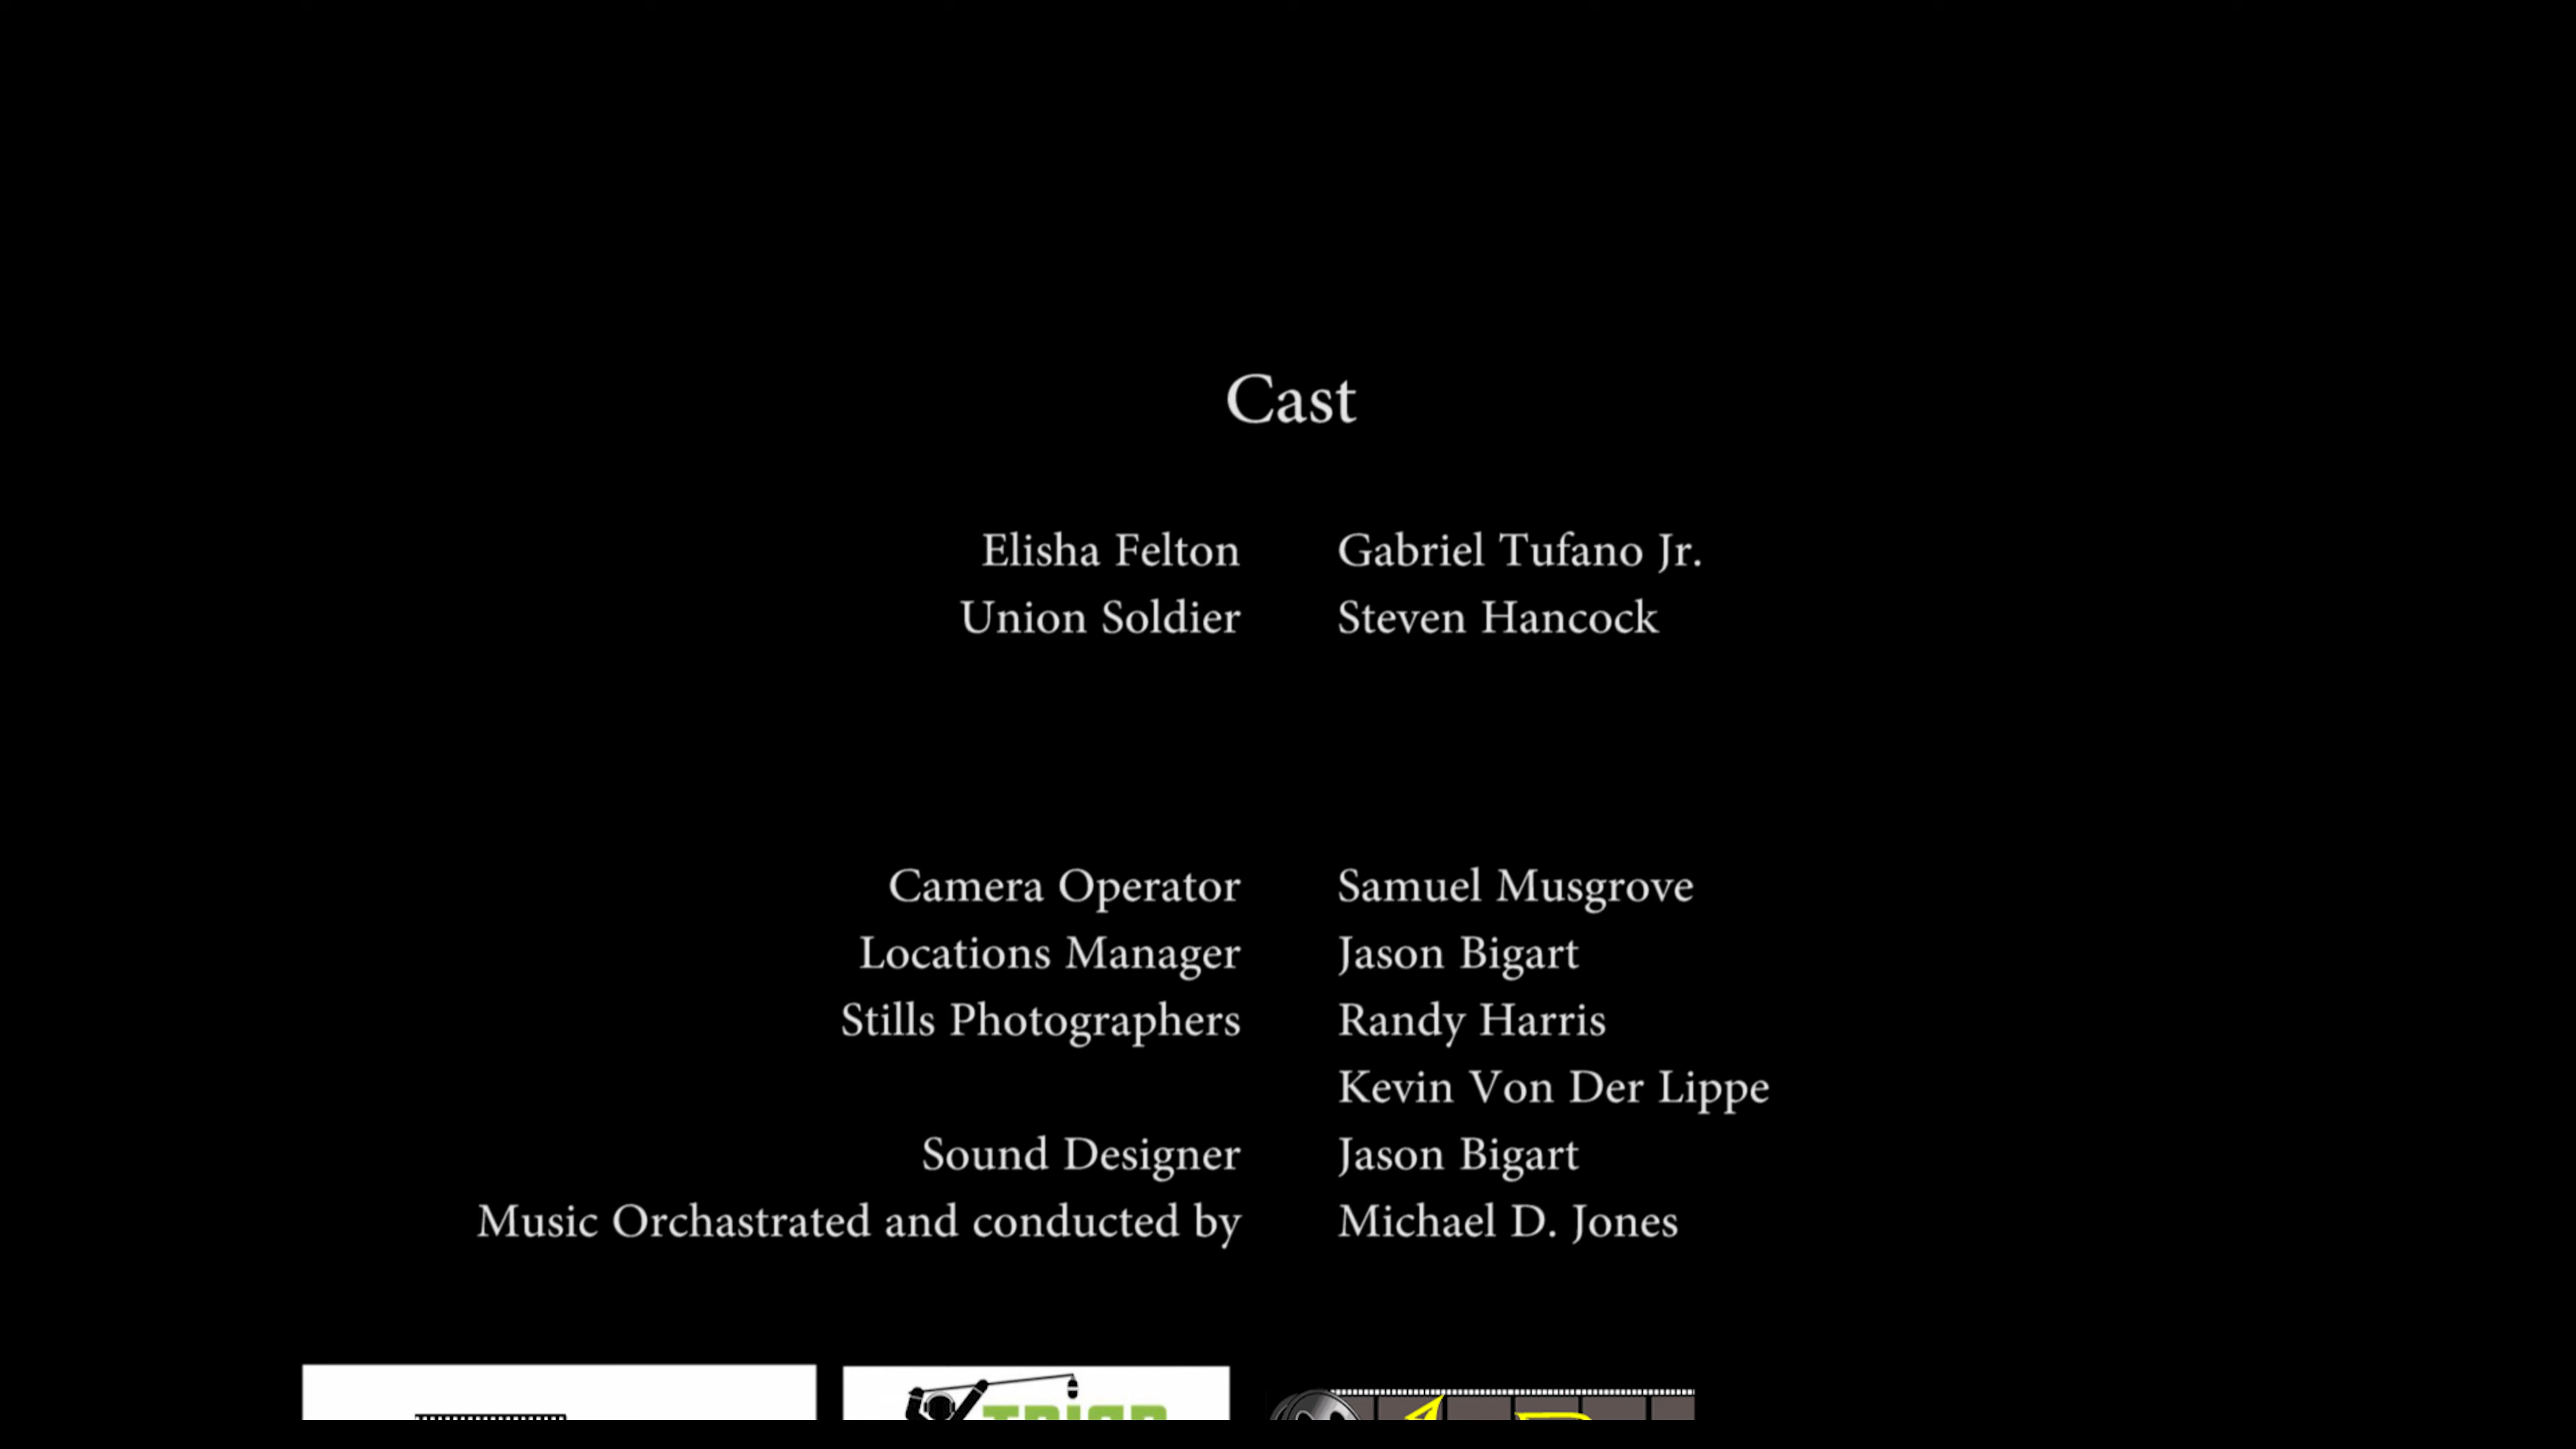 Cast
Elisha Felton Gabriel Tufano Jr.
Union Soldier Steven Hancock
Camera Operator Samuel Musgrove
Locations Manager Jason Bigart
Stills Photographers Randy Harris
Kevin Von Der Lippe
Sound Designer Jason Bigart
Music Orchastrated and conducted by Michael D. Jones